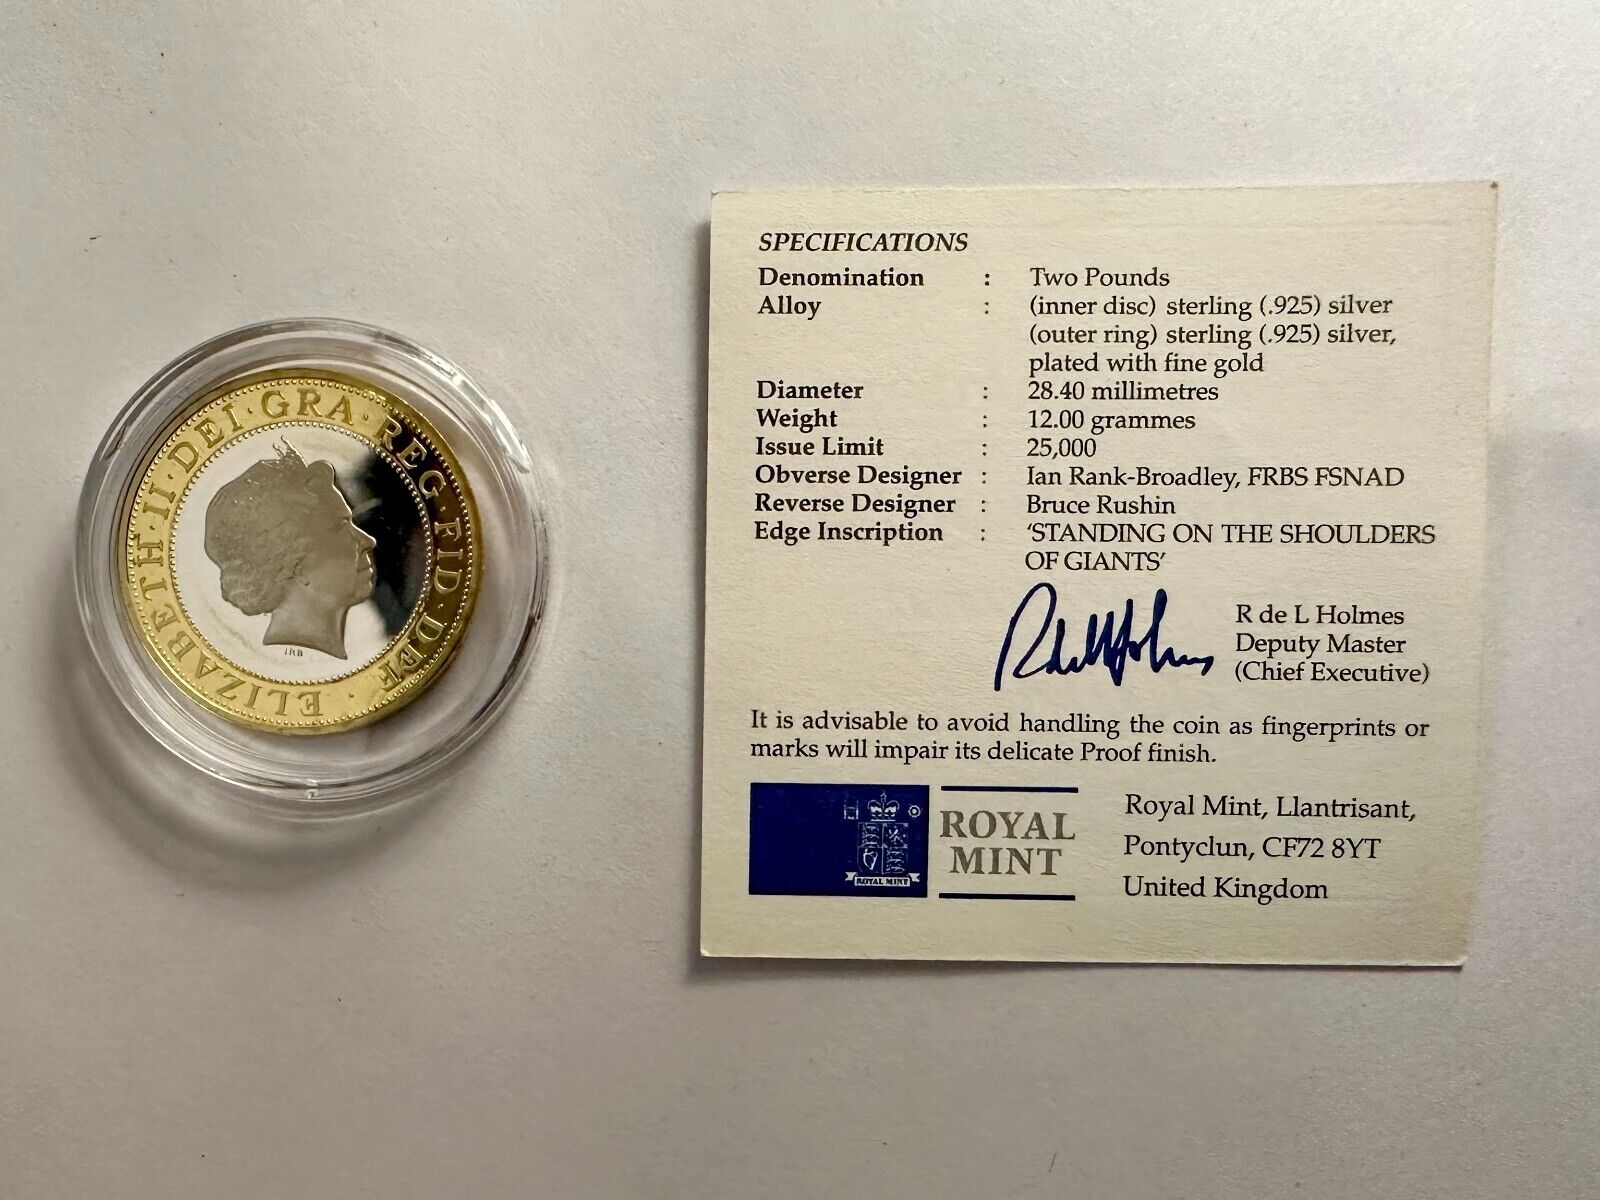 ELIZABETH · II · DEI · GRA · REG · FID · DEF ·
IRB
SPECIFICATIONS
Denomination : Two Pounds
Alloy : (inner disc) sterling (.925) silver
(outer ring) sterling (.925) silver,
plated with fine gold
Diameter : 28.40 millimetres
Weight : 12.00 grammes
Issue Limit : 25,000
Obverse Designer : Ian Rank-Broadley, FRBS FSNAD
Reverse Designer : Bruce Rushin
Edge Inscription : ‘STANDING ON THE SHOULDERS
OF GIANTS’
R de L Holmes
R de L Holmes
Deputy Master
(Chief Executive)
It is advisable to avoid handling the coin as fingerprints or
marks will impair its delicate Proof finish.
ROYAL MINT
ROYAL
MINT
Royal Mint, Llantrisant,
Pontyclun, CF72 8YT
United Kingdom